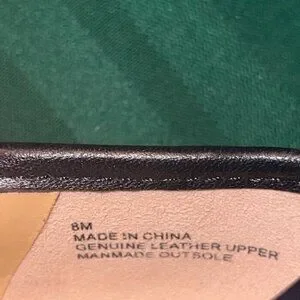 8M
MADE IN CHINA
GENUINE LEATHER UPPER
MANMADE OUTSOLE